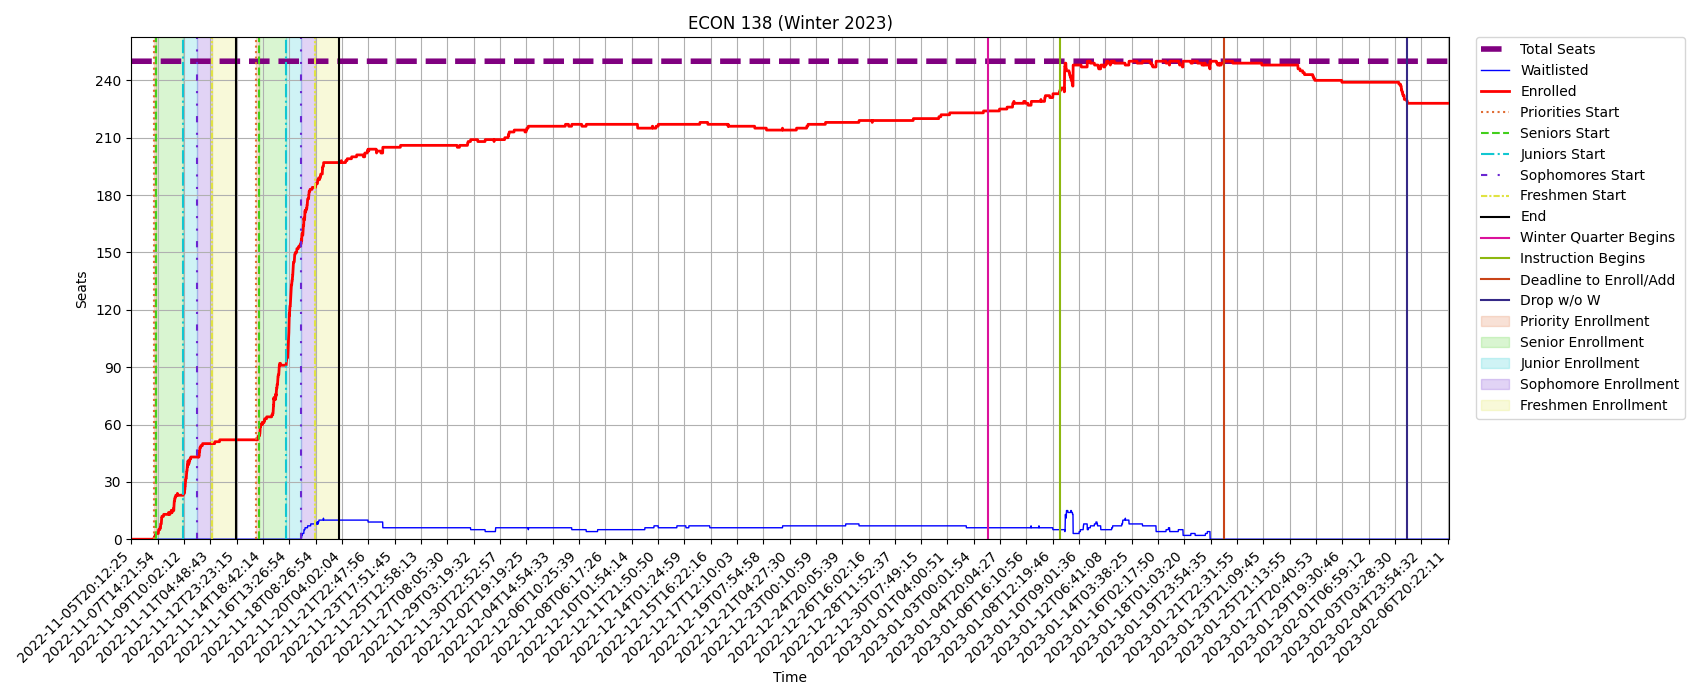 ECON 138 (Winter 2023)
Seats
240
210
180
150
120
90
60
30
0
2022-11-05T20:12:25
2022-11-07T14:21:54
2022-11-09T10:02:12
2022-11-11T04:48:43
2022-11-12T23:23:15
2022-11-14T18:42:14
2022-11-16T13:26:54
2022-11-18T08:26:54
2022-11-20T04:02:04
2022-11-21T22:47:56
2022-11-23T17:51:45
2022-11-25T12:58:13
2022-11-27T08:05:30
2022-11-29T03:19:32
2022-11-30T22:52:57
2022-12-02T19:19:25
2022-12-04T14:54:33
2022-12-06T10:25:39
2022-12-08T06:17:26
2022-12-10T01:54:14
2022-12-11T21:50:50
2022-12-14T01:24:59
2022-12-15T16:22:16
2022-12-17T12:10:03
2022-12-19T07:54:58
2022-12-21T04:27:30
2022-12-23T00:10:59
2022-12-24T20:05:39
2022-12-26T16:02:16
2022-12-28T11:52:37
2022-12-30T07:49:15
2023-01-01T04:00:51
2023-01-03T00:01:54
2023-01-04T20:04:27
2023-01-06T16:10:56
2023-01-08T12:19:46
2023-01-10T09:01:36
2023-01-12T06:41:08
2023-01-14T03:38:25
2023-01-16T02:17:50
2023-01-18T01:03:20
2023-01-19T23:54:35
2023-01-21T22:31:55
2023-01-23T21:09:45
2023-01-25T21:13:55
2023-01-27T20:40:53
2023-01-29T19:30:46
2023-02-01T06:59:12
2023-02-03T03:28:30
2023-02-04T23:54:32
2023-02-06T20:22:11
Time
Total Seats
Waitlisted
Enrolled
Priorities Start
Seniors Start
Juniors Start
Sophomores Start
Freshmen Start
End
Winter Quarter Begins
Instruction Begins
Deadline to Enroll/Add
Drop w/o W
Priority Enrollment
Senior Enrollment
Junior Enrollment
Sophomore Enrollment
Freshmen Enrollment